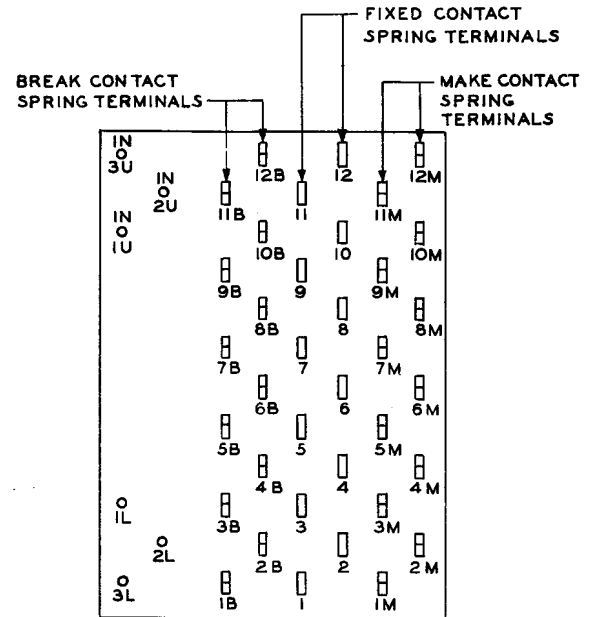 FIXED CONTACT
SPRING TERMINALS
BREAK CONTACT
SPRING TERMINALS
MAKE CONTACT
SPRING
TERMINALS
IN
3U
12B 12 12M
IN
2U
11B 11 11M
IN
1U
10B 10 10M
9B 9 9M
8B 8 8M
7B 7 7M
6B 6 6M
5B 5 5M
4B 4 4M
1L
3B 3 3M
2L
2B 2 2M
3L
1B 1 1M